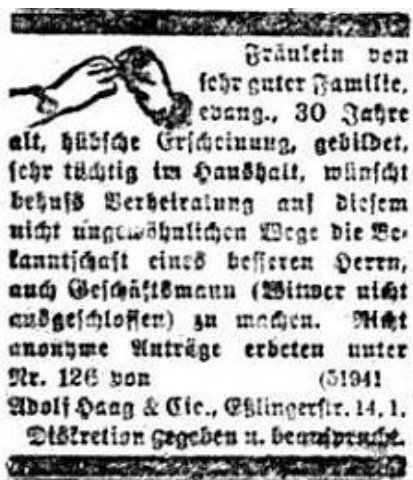 Fräulein von
sehr guter Familie,
evang., 30 Jahre
alt, hübsche Erscheinung, gebildet,
sehr tüchtig im Haushalt, wünscht
behufs Verheiratung auf diesem
nicht ungewöhnlichen Wege die Be-
kanntschaft eines besseren Herrn,
auch Geschäftsmann (Witwer nicht
ausgeschlossen) zu machen. Nicht
anonyme Anträge erbeten unter
Nr. 126 von (51941
Adolf Haag & Cie., Eßlingerstr. 14, 1.
Diskretion gegeben u. beansprucht.